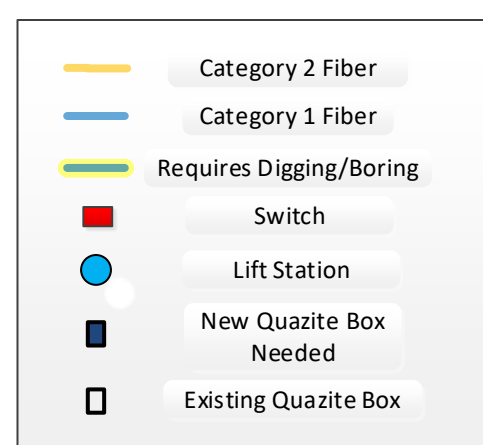 Category 2 Fiber
Category 1 Fiber
Requires Digging/Boring
Switch
Lift Station
New Quazite Box
Needed
Existing Quazite Box